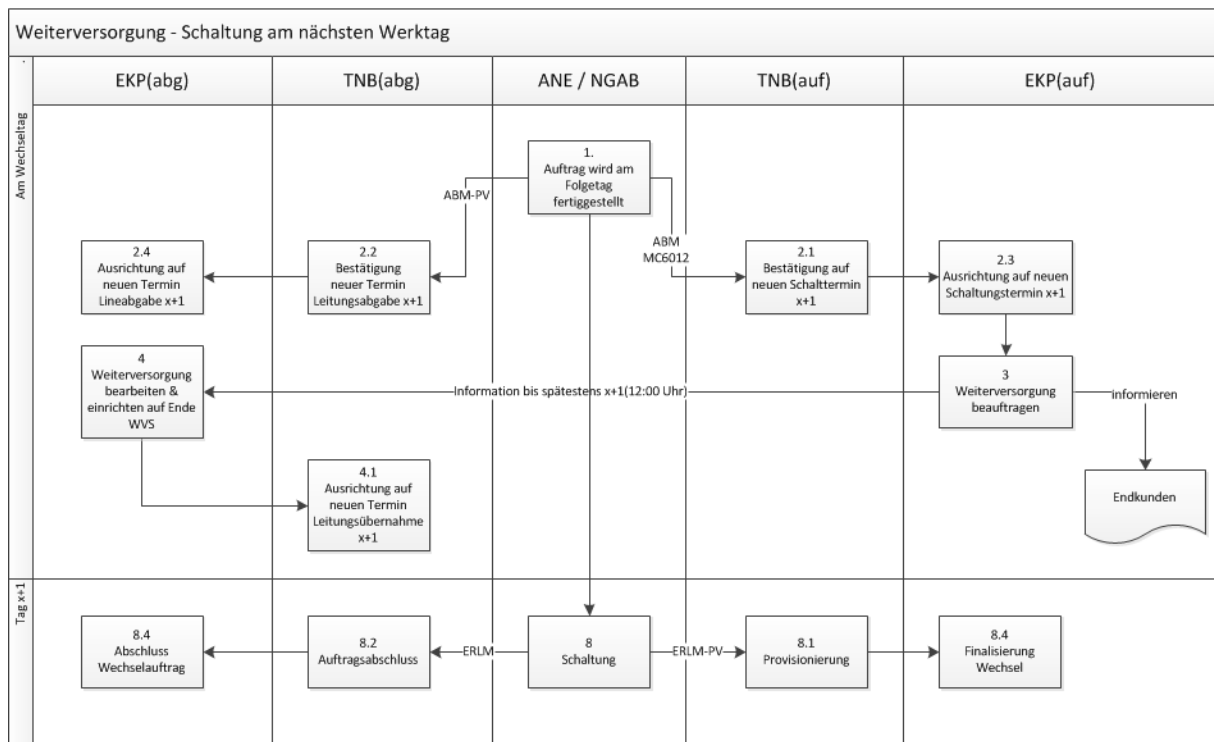 Weiterversorgung - Schaltung am nächsten Werktag
EKP(abg)
TNB(abg)
ANE / NGAB
TNB(auf)
EKP(auf)
Am Wechseltag
1.
Auftrag wird am
Folgetag
fertiggestellt
ABM-PV
ABM
MC6012
2.4
Ausrichtung auf
neuen Termin
Lineabgabe x+1
2.2
Bestätigung
neuer Termin
Leitungsabgabe x+1
2.1
Bestätigung auf
neuen Schalttermin
x+1
2.3
Ausrichtung auf neuen
Schaltungstermin x+1
4
Weiterversorgung
bearbeiten &
einrichten auf Ende
WVS
Information bis spätestens x+1(12:00 Uhr)
3
Weiterversorgung
beauftragen
informieren
4.1
Ausrichtung auf
neuen Termin
Leitungsübernahme
x+1
Endkunden
Tag x+1
8.4
Abschluss
Wechselauftrag
8.2
Auftragsabschluss
ERLM
8
Schaltung
ERLM-PV
8.1
Provisionierung
8.4
Finalisierung
Wechsel